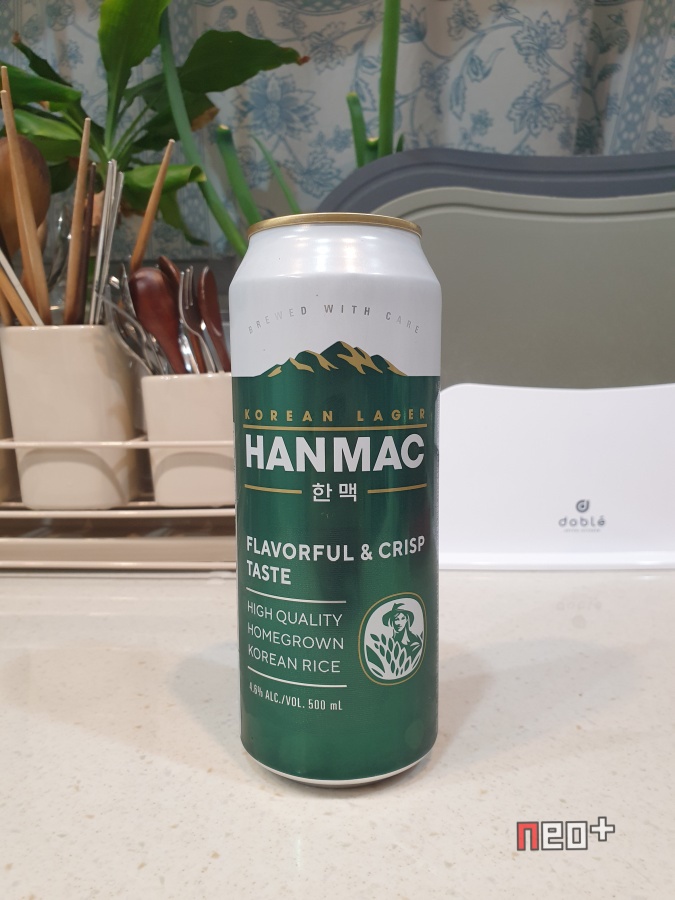 BREWED WITH CARE
KOREAN LAGER
HANMAC
한맥
FLAVORFUL & CRISP
TASTE
HIGH QUALITY
HOMEGROWN
KOREAN RICE
4.6% ALC./VOL. 500 mL
doble
neo+